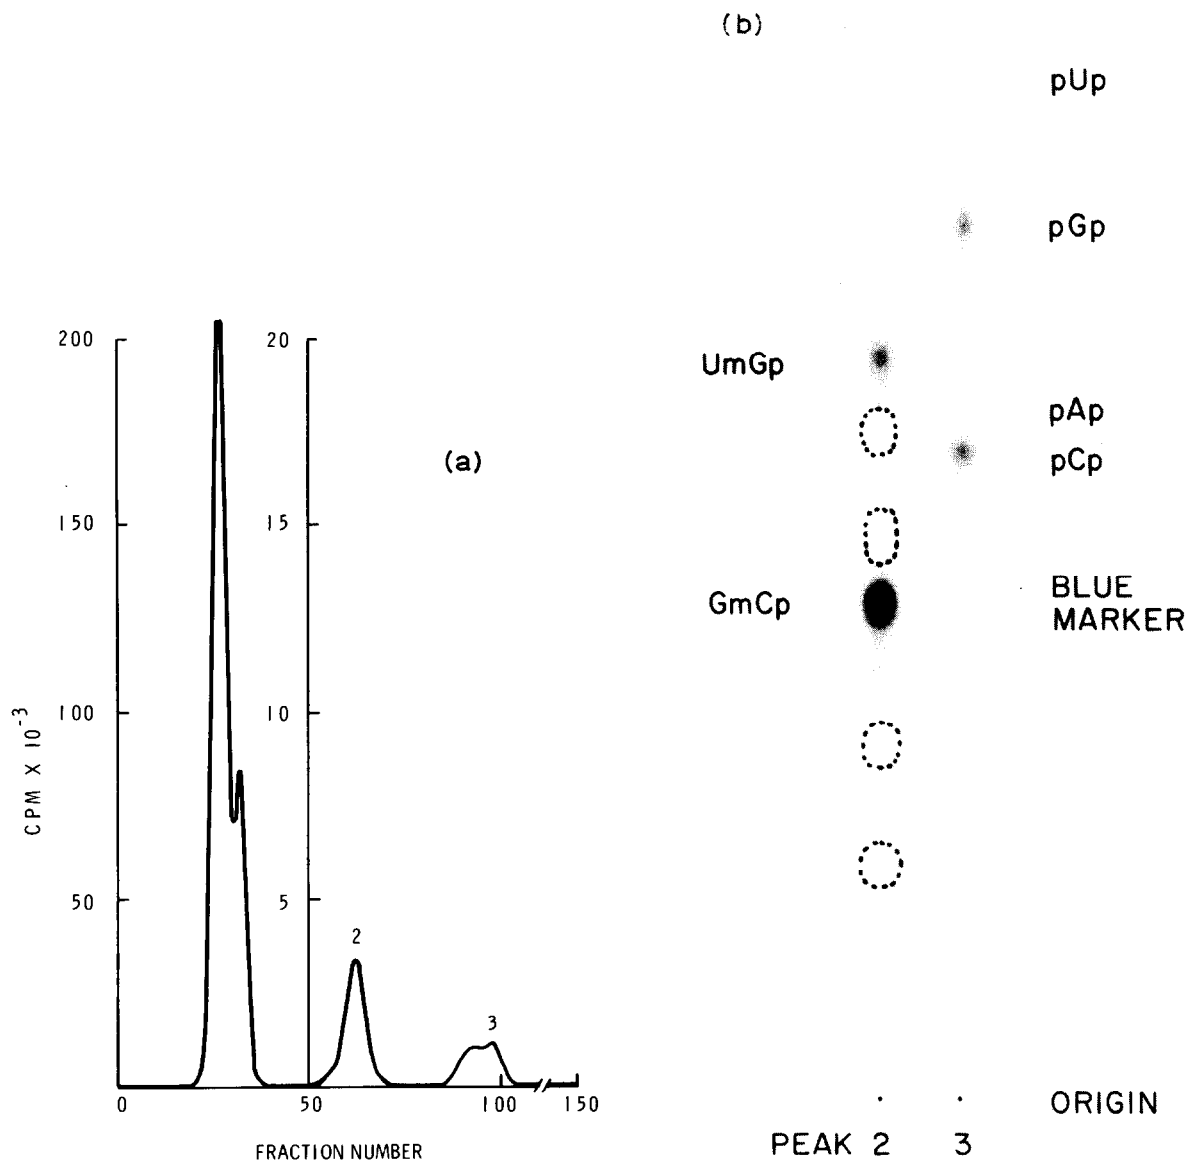 (b)
pUp
pGp
UmGp
pAp
pCp
GmCp
BLUE
MARKER
ORIGIN
PEAK 2 3
(a)
200
150
100
50
20
15
10
5
CPM X 10⁻³
2
3
0 50 100 150
FRACTION NUMBER